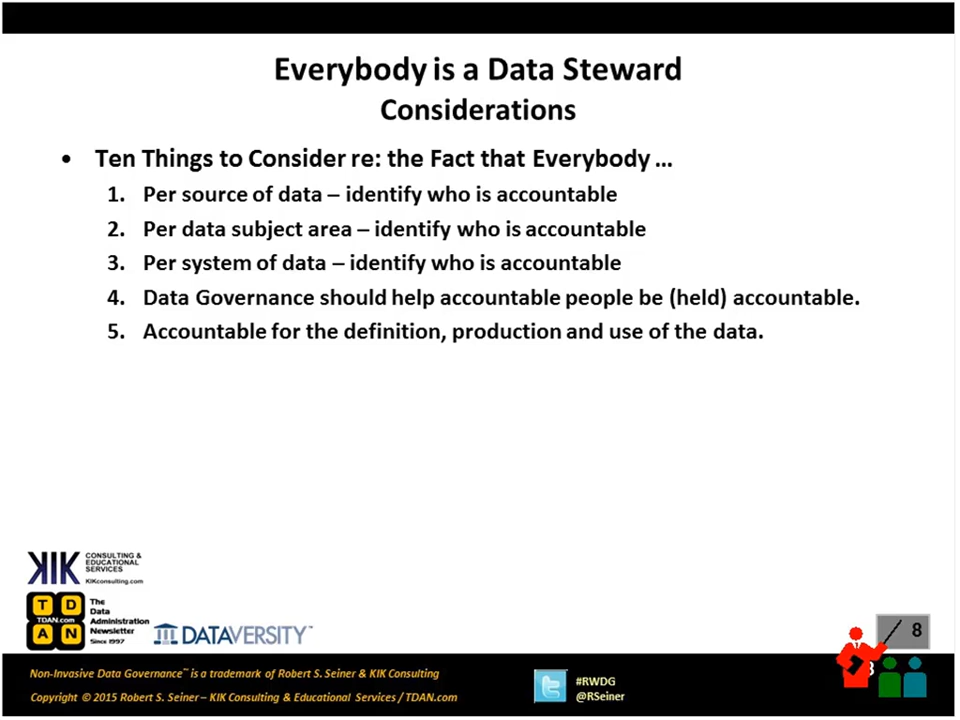 Everybody is a Data Steward
Considerations
• Ten Things to Consider re: the Fact that Everybody ...
1. Per source of data – identify who is accountable
2. Per data subject area – identify who is accountable
3. Per system of data – identify who is accountable
4. Data Governance should help accountable people be (held) accountable.
5. Accountable for the definition, production and use of the data.
KIK CONSULTING &
EDUCATIONAL
SERVICES
KIKconsulting.com
T D
TDAN.com
A N
The
Data
Administration
Newsletter
Since 1997
DATAVERSITY™
8
Non-Invasive Data Governance™ is a trademark of Robert S. Seiner & KIK Consulting
Copyright © 2015 Robert S. Seiner – KIK Consulting & Educational Services / TDAN.com
#RWDG
@RSeiner